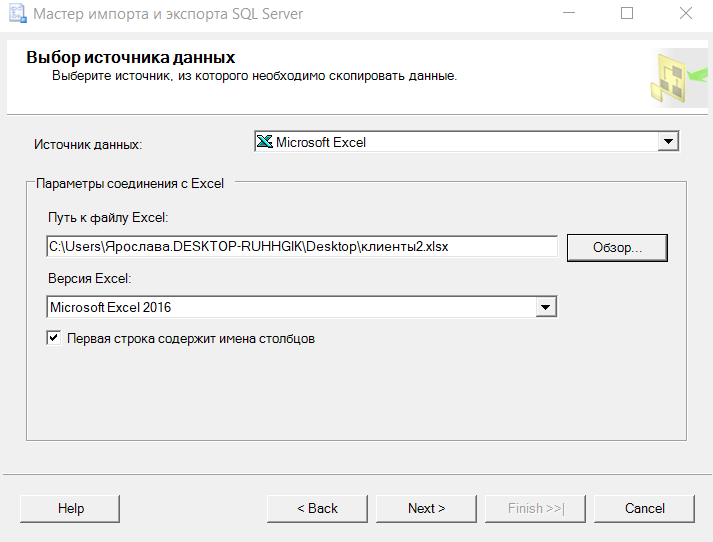 Мастер импорта и экспорта SQL Server
Выбор источника данных
Выберите источник, из которого необходимо скопировать данные.
Источник данных:
Microsoft Excel
Параметры соединения с Excel
Путь к файлу Excel:
C:\Users\Ярослава.DESKTOP-RUHHGIK\Desktop\клиенты2.xlsx
Обзор...
Версия Excel:
Microsoft Excel 2016
Первая строка содержит имена столбцов
Help
< Back
Next >
Finish >>|
Cancel